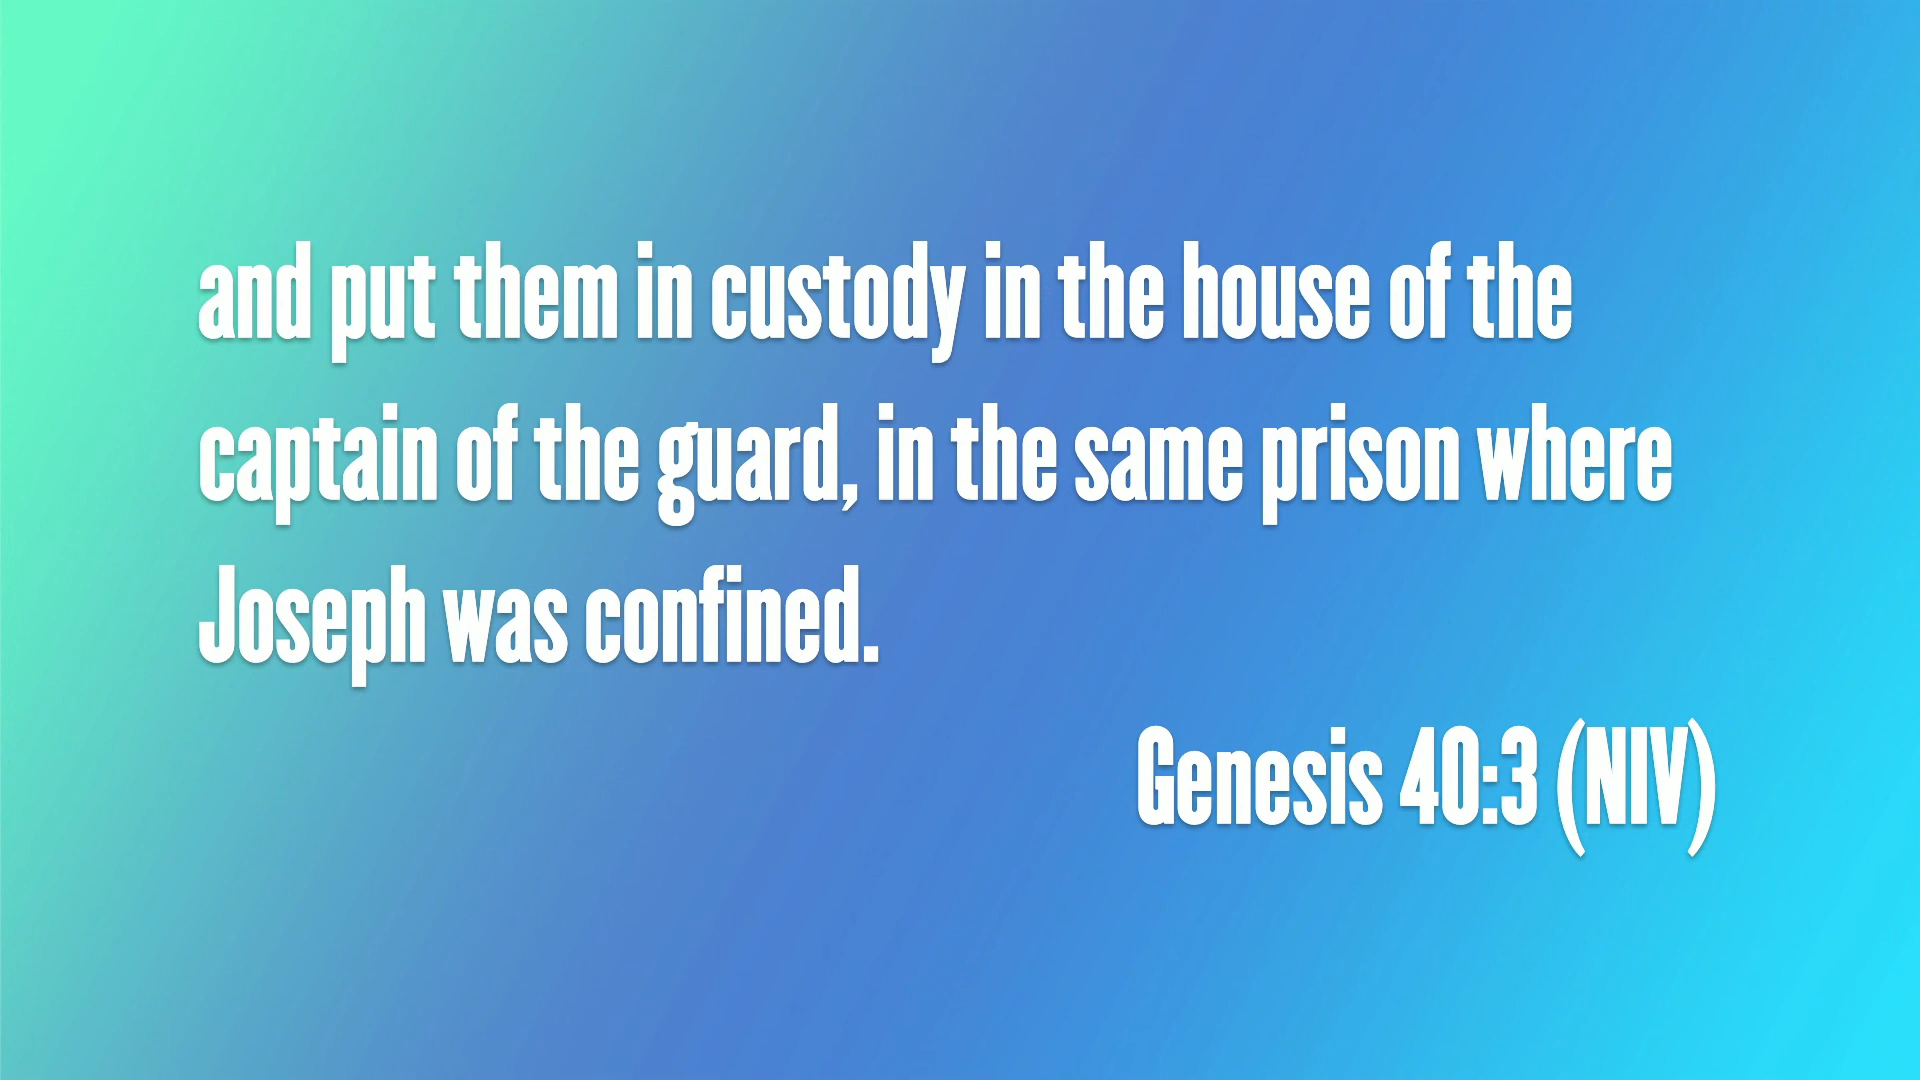 and put them in custody in the house of the
captain of the guard, in the same prison where
Joseph was confined.
Genesis 40:3 (NIV)